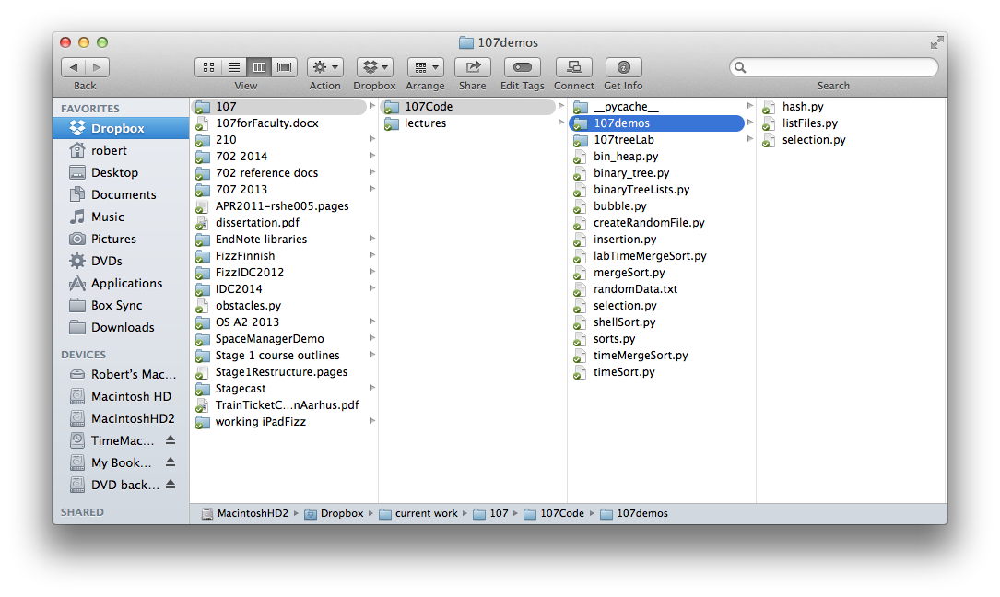 107demos
Back
View
Action
Dropbox
Arrange
Share
Edit Tags
Connect
Get Info
Search
FAVORITES
Dropbox
robert
Desktop
Documents
Music
Pictures
DVDs
Applications
Box Sync
Downloads
DEVICES
Robert's Mac...
Macintosh HD
MacintoshHD2
TimeMac...
My Book...
DVD back...
SHARED
107
107forFaculty.docx
210
702 2014
702 reference docs
707 2013
APR2011-rshe005.pages
dissertation.pdf
EndNote libraries
FizzFinnish
FizzIDC2012
IDC2014
obstacles.py
OS A2 2013
SpaceManagerDemo
Stage 1 course outlines
Stage1Restructure.pages
Stagecast
TrainTicketC...nAarhus.pdf
working iPadFizz
107Code
lectures
__pycache__
107demos
107treeLab
bin_heap.py
binary_tree.py
binaryTreeLists.py
bubble.py
createRandomFile.py
insertion.py
labTimeMergeSort.py
mergeSort.py
randomData.txt
selection.py
shellSort.py
sorts.py
timeMergeSort.py
timeSort.py
hash.py
listFiles.py
selection.py
MacintoshHD2 ▸ Dropbox ▸ current work ▸ 107 ▸ 107Code ▸ 107demos